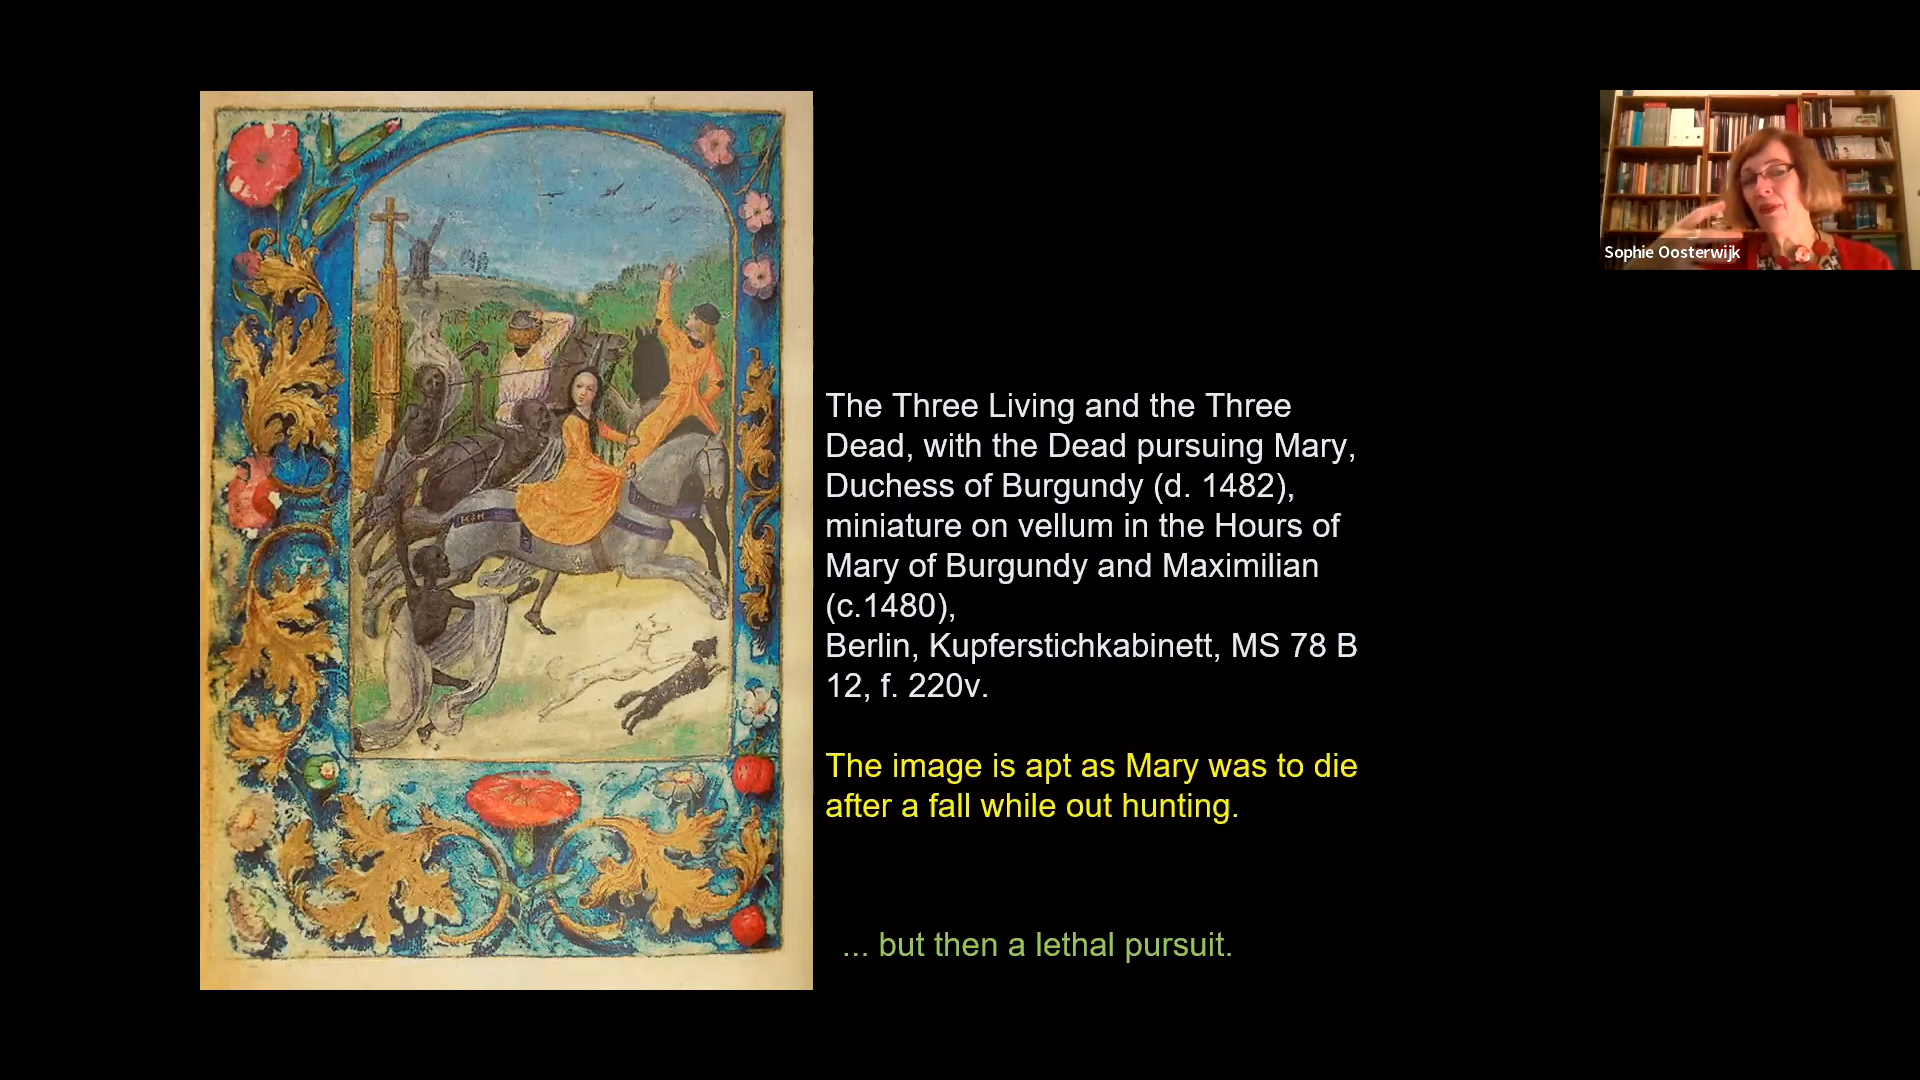 Sophie Oosterwijk
The Three Living and the Three
Dead, with the Dead pursuing Mary,
Duchess of Burgundy (d. 1482),
miniature on vellum in the Hours of
Mary of Burgundy and Maximilian
(c.1480),
Berlin, Kupferstichkabinett, MS 78 B
12, f. 220v.
The image is apt as Mary was to die
after a fall while out hunting.
... but then a lethal pursuit.